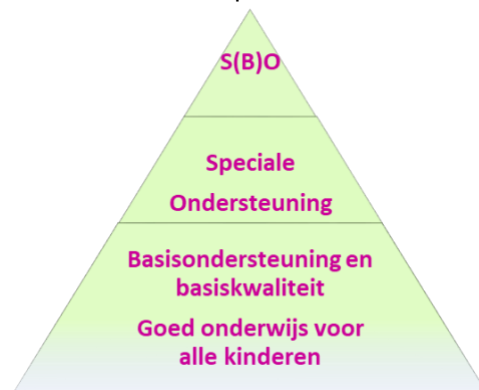 S(B)O
Speciale
Ondersteuning
Basisondersteuning en
basiskwaliteit
Goed onderwijs voor
alle kinderen